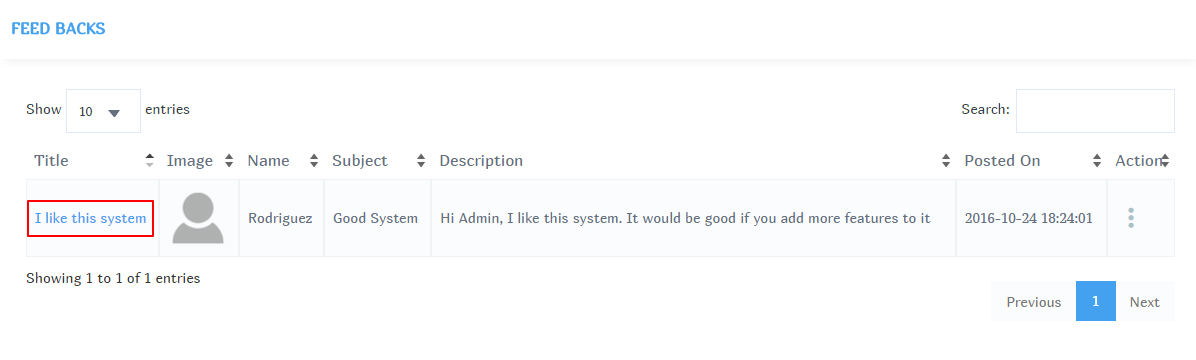 FEED BACKS
Show 10 entries Search:
Title Image Name Subject Description Posted On Action
I like this system Rodriguez Good System Hi Admin, I like this system. It would be good if you add more features to it 2016-10-24 18:24:01
Showing 1 to 1 of 1 entries
Previous 1 Next